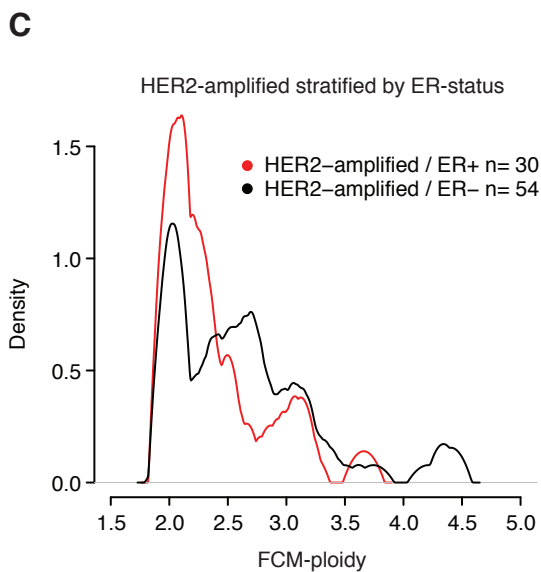 C
HER2-amplified stratified by ER-status
HER2−amplified / ER+ n= 30
HER2−amplified / ER− n= 54
Density
1.5
1.0
0.5
0.0
1.5 2.0 2.5 3.0 3.5 4.0 4.5 5.0
FCM-ploidy